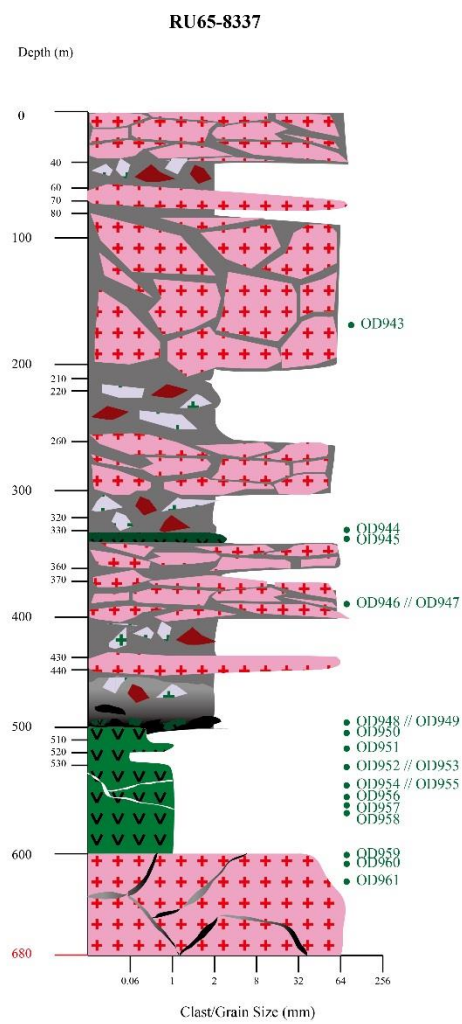 RU65-8337
Depth (m)
0
40
60
70
80
100
OD943
200
210
220
260
300
320
330
OD944
OD945
360
370
OD946 // OD947
400
430
440
OD948 // OD949
500
OD950
510
OD951
520
530
OD952 // OD953
OD954 // OD955
OD956
OD957
OD958
600
OD959
OD960
OD961
680
0.06 1 2 8 32 64 256
Clast/Grain Size (mm)